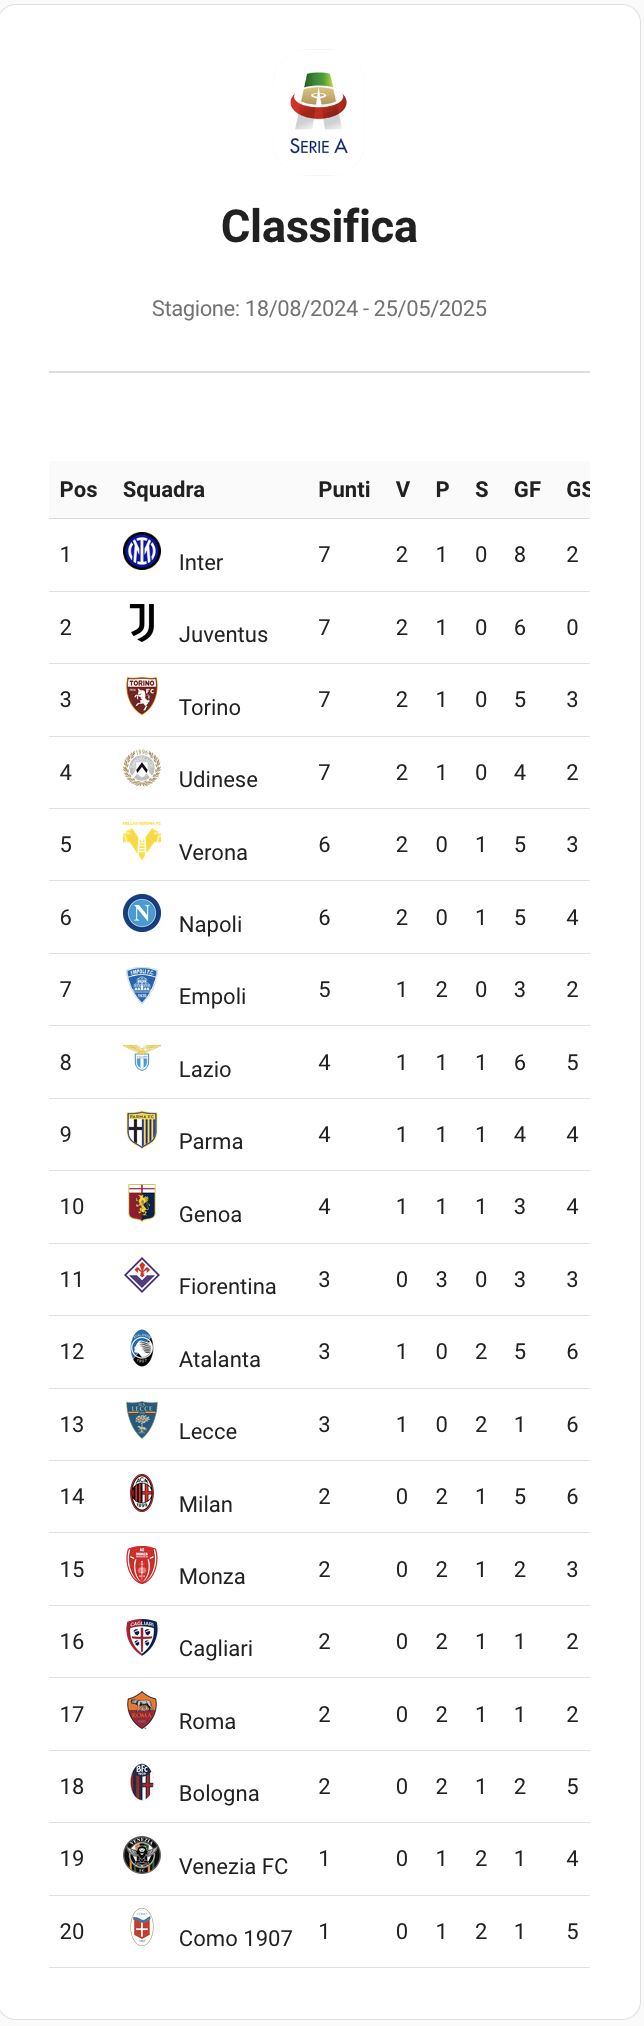 SERIE A
Classifica
Stagione: 18/08/2024 - 25/05/2025
Pos Squadra Punti V P S GF GS
1 Inter 7 2 1 0 8 2
2 Juventus 7 2 1 0 6 0
3 TORINO FC Torino 7 2 1 0 5 3
4 Udinese 7 2 1 0 4 2
5 Verona 6 2 0 1 5 3
6 N Napoli 6 2 0 1 5 4
7 EMPOLI F.C. Empoli 5 1 2 0 3 2
8 Lazio 4 1 1 1 6 5
9 Parma 4 1 1 1 4 4
10 Genoa 4 1 1 1 3 4
11 Fiorentina 3 0 3 0 3 3
12 Atalanta 3 1 0 2 5 6
13 LECCE Lecce 3 1 0 2 1 6
14 Milan 2 0 2 1 5 6
15 Monza 2 0 2 1 2 3
16 CAGLIARI Cagliari 2 0 2 1 1 2
17 ROMA Roma 2 0 2 1 1 2
18 BFC Bologna 2 0 2 1 2 5
19 VENEZIA Venezia FC 1 0 1 2 1 4
20 Como 1907 1 0 1 2 1 5